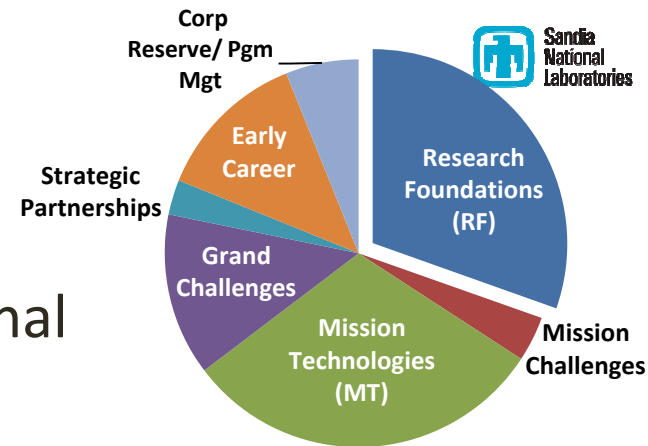 Corp
Reserve/ Pgm
Mgt
Sandia
National
Laboratories
Early
Career
Research
Foundations
(RF)
Strategic
Partnerships
Grand
Challenges
nal
Mission
Technologies
(MT)
Mission
Challenges